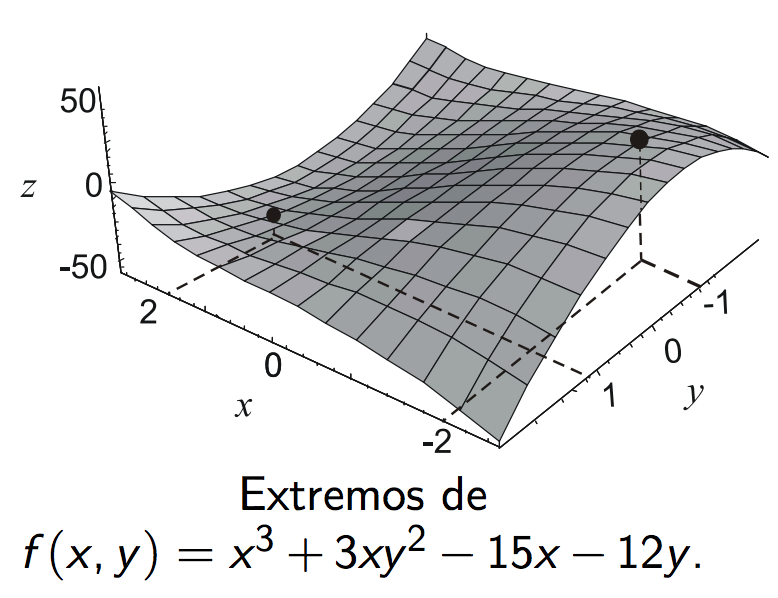 50
0
-50
z
2
0
-2
x
-1
0
1
y
Extremos de
f(x, y) = x³ + 3xy² − 15x − 12y.